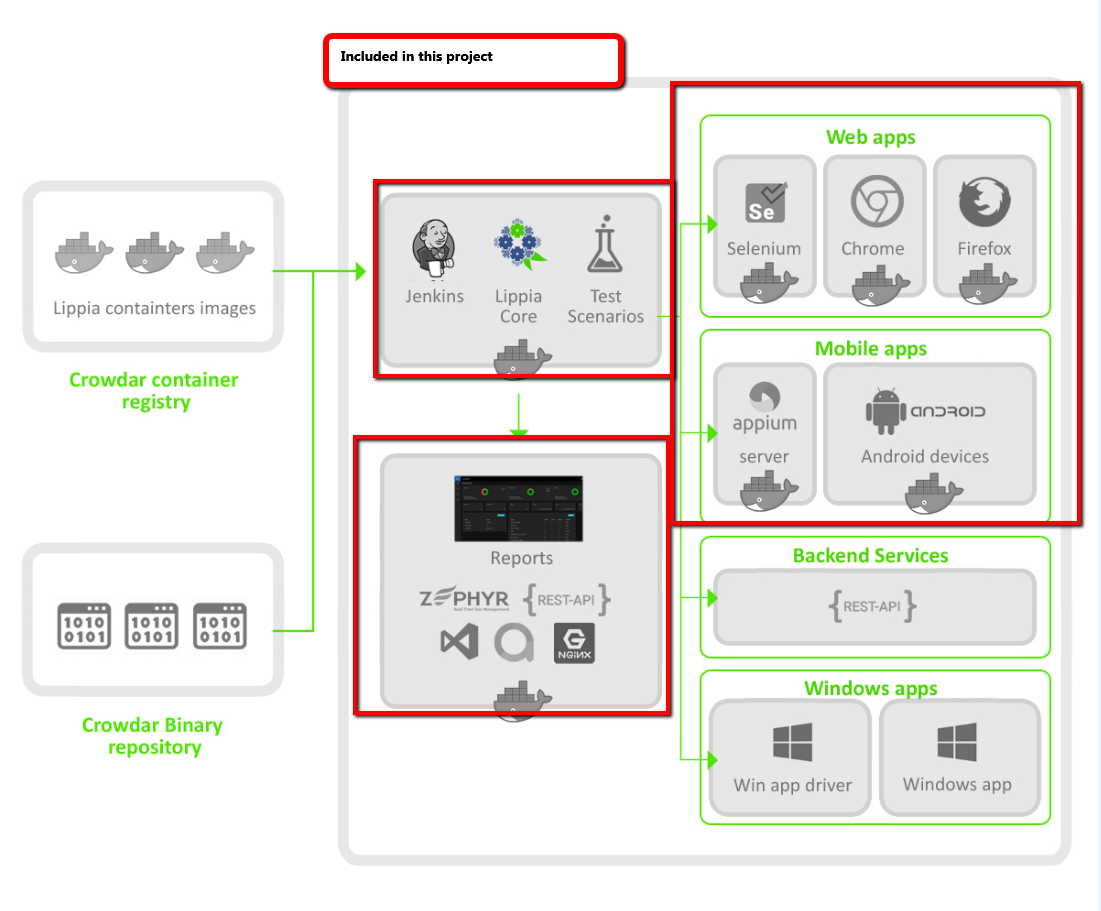 Included in this project
Web apps
Se
Selenium
Chrome
Firefox
Lippia containters images
Crowdar container
registry
Jenkins
Lippia
Core
Test
Scenarios
Mobile apps
appium
server
ANDROID
Android devices
Reports
ZEPHYR
Real Time Test Management
{REST-API}
NGiNX
Backend Services
{REST-API}
1010
0101
1010
0101
1010
0101
Crowdar Binary
repository
Windows apps
Win app driver
Windows app